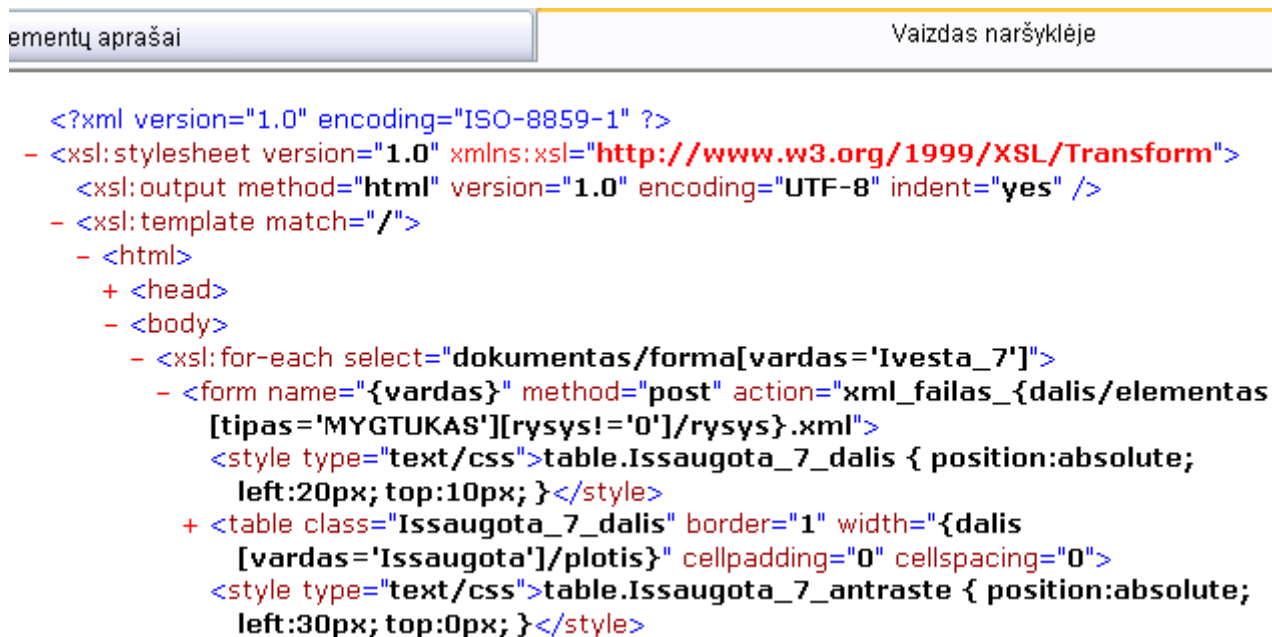 ementų aprašai
Vaizdas naršyklėje
<?xml version="1.0" encoding="ISO-8859-1" ?>
- <xsl:stylesheet version="1.0" xmlns:xsl="http://www.w3.org/1999/XSL/Transform">
<xsl:output method="html" version="1.0" encoding="UTF-8" indent="yes" />
- <xsl:template match="/">
- <html>
+ <head>
- <body>
- <xsl:for-each select="dokumentas/forma[vardas='Ivesta_7']">
- <form name="{vardas}" method="post" action="xml_failas_{dalis/elementas
[tipas='MYGTUKAS'][rysys!='0']/rysys}.xml">
<style type="text/css">table.Issaugota_7_dalis { position:absolute;
left:20px; top:10px; }</style>
+ <table class="Issaugota_7_dalis" border="1" width="{dalis
[vardas='Issaugota']/plotis}" cellpadding="0" cellspacing="0">
<style type="text/css">table.Issaugota_7_antraste { position:absolute;
left:30px; top:0px; }</style>